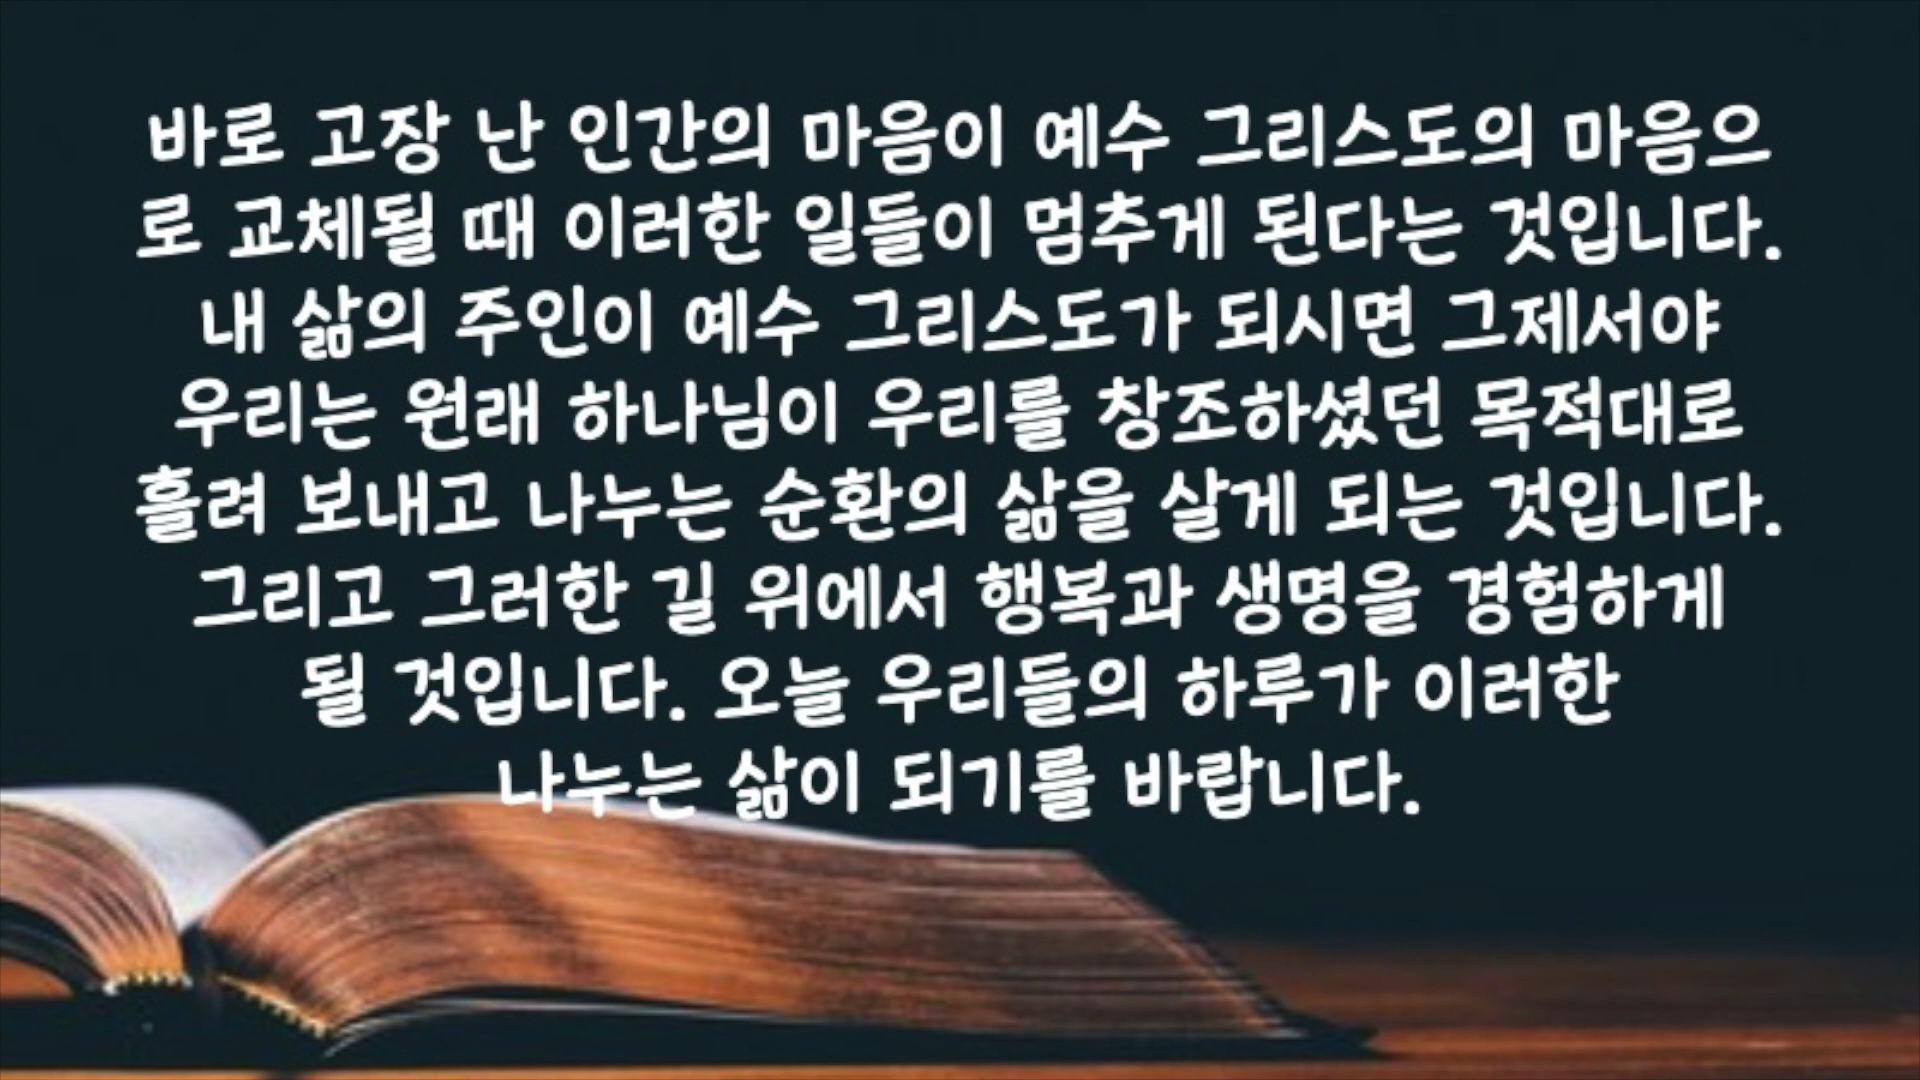 바로 고장 난 인간의 마음이 예수 그리스도의 마음으
로 교체될 때 이러한 일들이 멈추게 된다는 것입니다.
내 삶의 주인이 예수 그리스도가 되시면 그제서야
우리는 원래 하나님이 우리를 창조하셨던 목적대로
흘려 보내고 나누는 순환의 삶을 살게 되는 것입니다.
그리고 그러한 길 위에서 행복과 생명을 경험하게
될 것입니다. 오늘 우리들의 하루가 이러한
나누는 삶이 되기를 바랍니다.